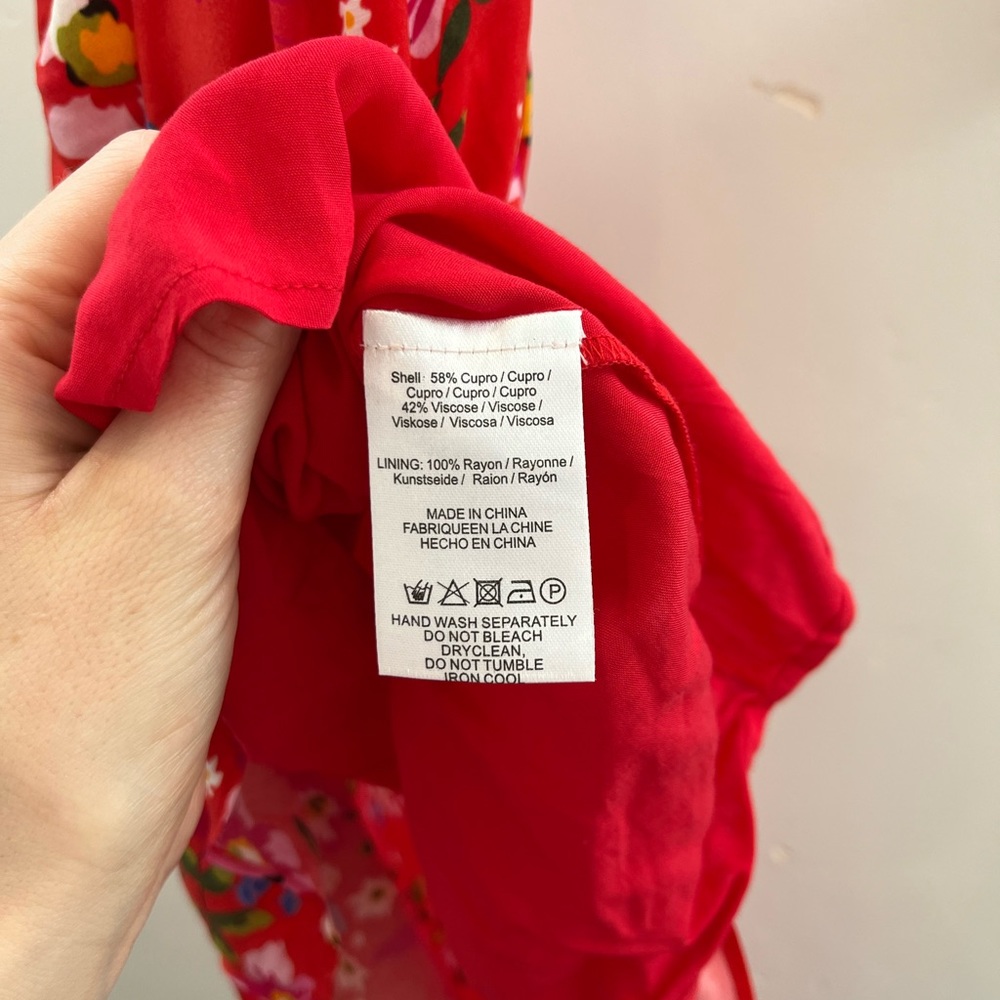 Shell: 58% Cupro / Cupro /
Cupro / Cupro / Cupro
42% Viscose / Viscose /
Viskose / Viscosa / Viscosa
LINING: 100% Rayon / Rayonne /
Kunstseide / Raion / Rayón
MADE IN CHINA
FABRIQUEEN LA CHINE
HECHO EN CHINA
P
HAND WASH SEPARATELY
DO NOT BLEACH
DRYCLEAN,
DO NOT TUMBLE
IRON COOL